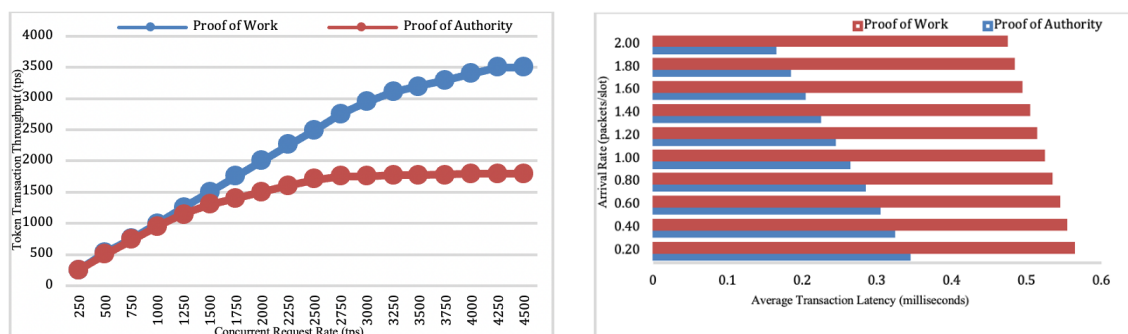 Proof of Work Proof of Authority
Token Transaction Throughput (tps)
4000
3500
3000
2500
2000
1500
1000
500
0
250 500 750 1000 1250 1500 1750 2000 2250 2500 2750 3000 3250 3500 3750 4000 4250 4500
Concurrent Request Rate (tps)
Proof of Work Proof of Authority
Arrival Rate (packets/slot)
2.00
1.80
1.60
1.40
1.20
1.00
0.80
0.60
0.40
0.20
0 0.1 0.2 0.3 0.4 0.5 0.6
Average Transaction Latency (milliseconds)